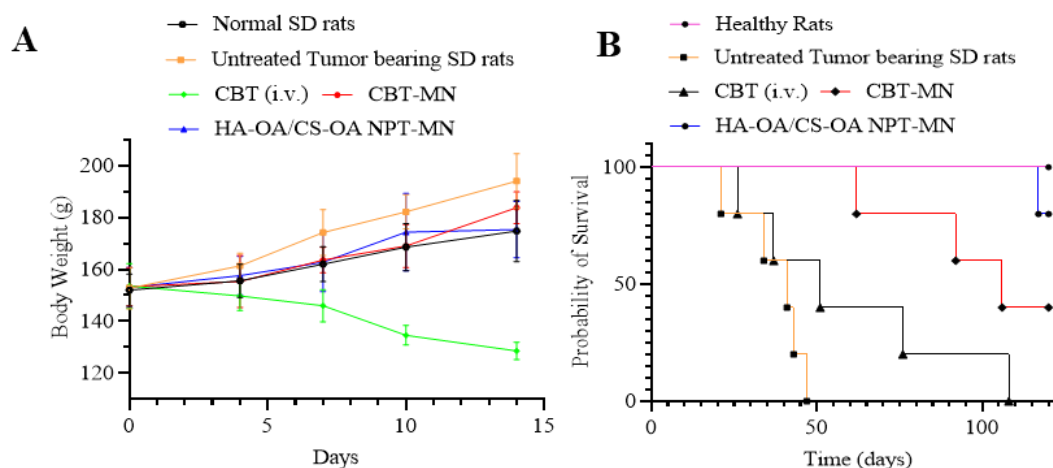 A
Normal SD rats
Untreated Tumor bearing SD rats
CBT (i.v.) CBT-MN
HA-OA/CS-OA NPT-MN
200
180
160
140
120
Body Weight (g)
0 5 10 15
Days
B
Healthy Rats
Untreated Tumor bearing SD rats
CBT (i.v.) CBT-MN
HA-OA/CS-OA NPT-MN
100
50
0
Probability of Survival
0 50 100
Time (days)